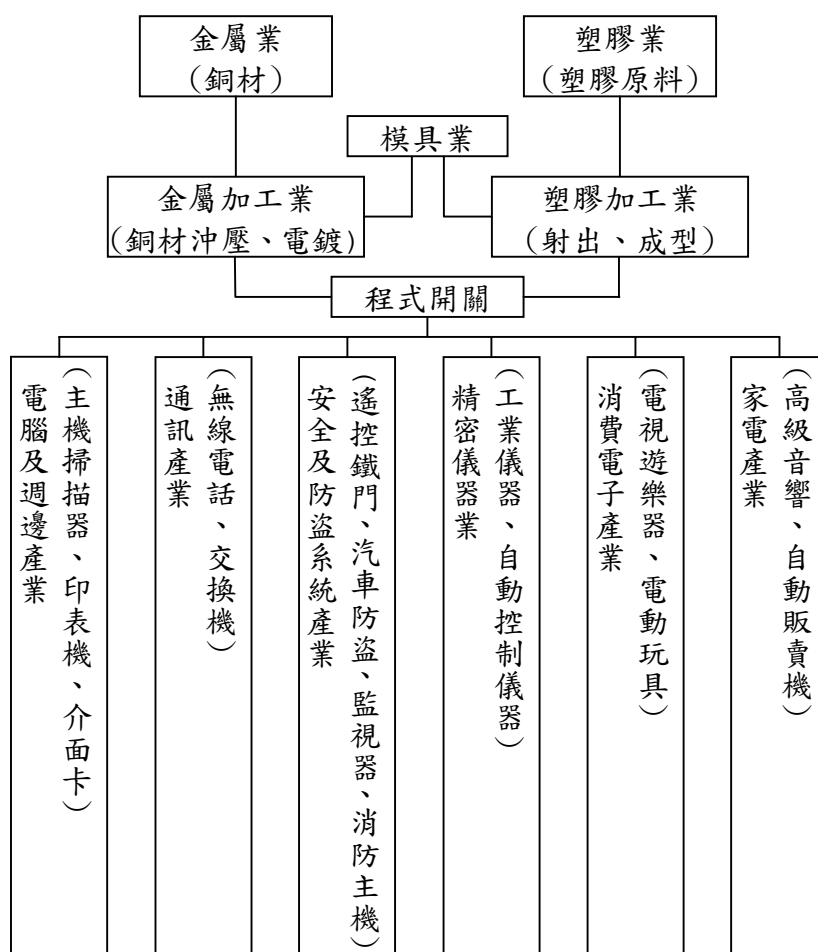 金屬業
(銅材)
塑膠業
(塑膠原料)
模具業
金屬加工業
(銅材沖壓、電鍍)
塑膠加工業
(射出、成型)
程式開關
電腦及週邊產業
(主機掃描器、印表機、介面卡)
通訊產業
(無線電話、交換機)
安全及防盜系統產業
(遙控鐵門、汽車防盜、監視器、消防主機)
精密儀器業
(工業儀器、自動控制儀器)
消費電子產業
(電視遊樂器、電動玩具)
家電產業
(高級音響、自動販賣機)